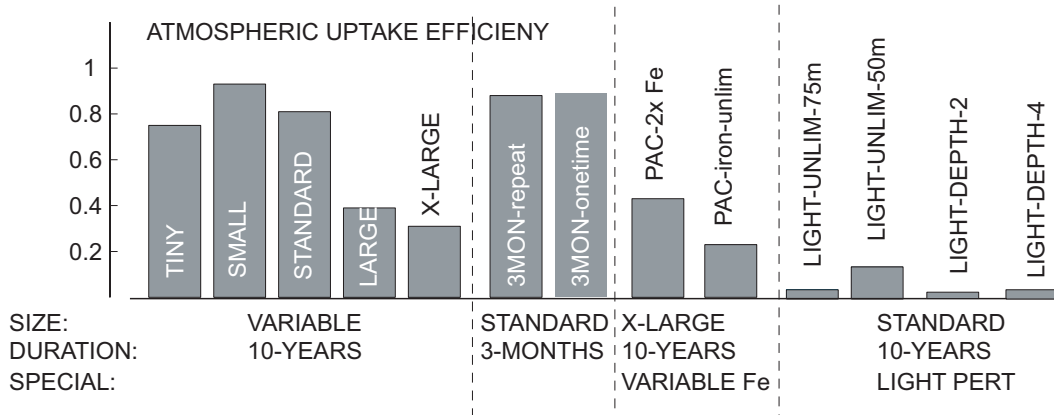 ATMOSPHERIC UPTAKE EFFICIENY
1
0.8
0.6
0.4
0.2
TINY
SMALL
STANDARD
LARGE
X-LARGE
3MON-repeat
3MON-onetime
PAC-2x Fe
PAC-iron-unlim
LIGHT-UNLIM-75m
LIGHT-UNLIM-50m
LIGHT-DEPTH-2
LIGHT-DEPTH-4
SIZE: VARIABLE STANDARD X-LARGE STANDARD
DURATION: 10-YEARS 3-MONTHS 10-YEARS 10-YEARS
SPECIAL: VARIABLE Fe LIGHT PERT